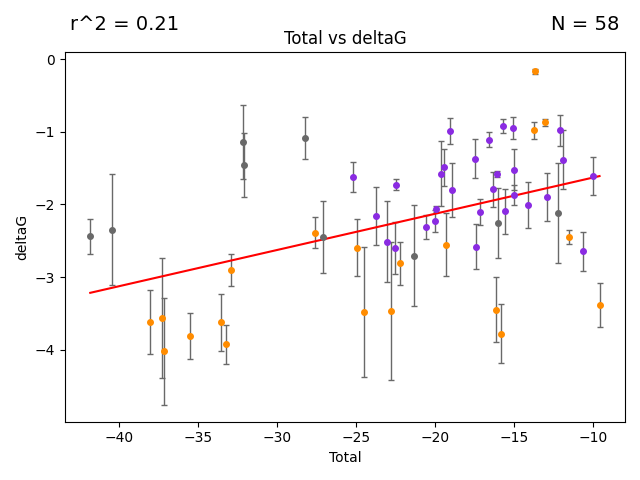 r^2 = 0.21
N = 58
Total vs deltaG
deltaG
0
−1
−2
−3
−4
−40
−35
−30
−25
−20
−15
−10
Total